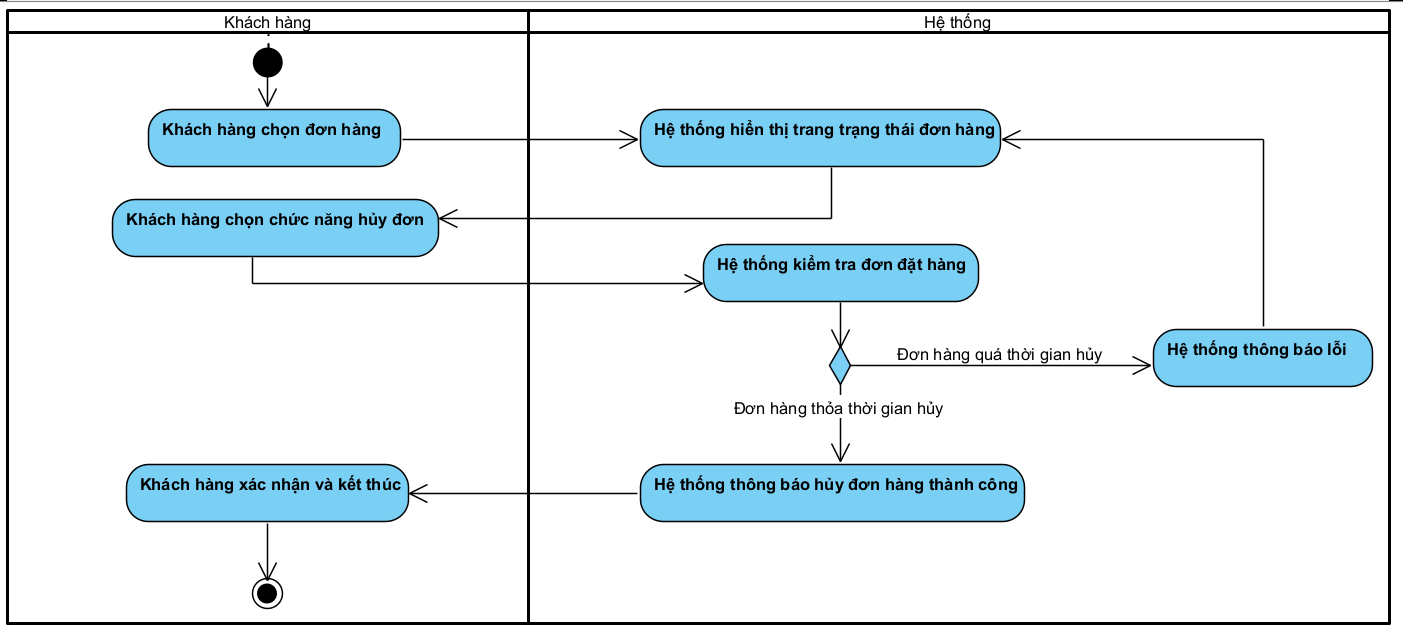 Khách hàng
Hệ thống
Khách hàng chọn đơn hàng
Hệ thống hiển thị trang trạng thái đơn hàng
Khách hàng chọn chức năng hủy đơn
Hệ thống kiểm tra đơn đặt hàng
Đơn hàng quá thời gian hủy
Hệ thống thông báo lỗi
Đơn hàng thỏa thời gian hủy
Khách hàng xác nhận và kết thúc
Hệ thống thông báo hủy đơn hàng thành công